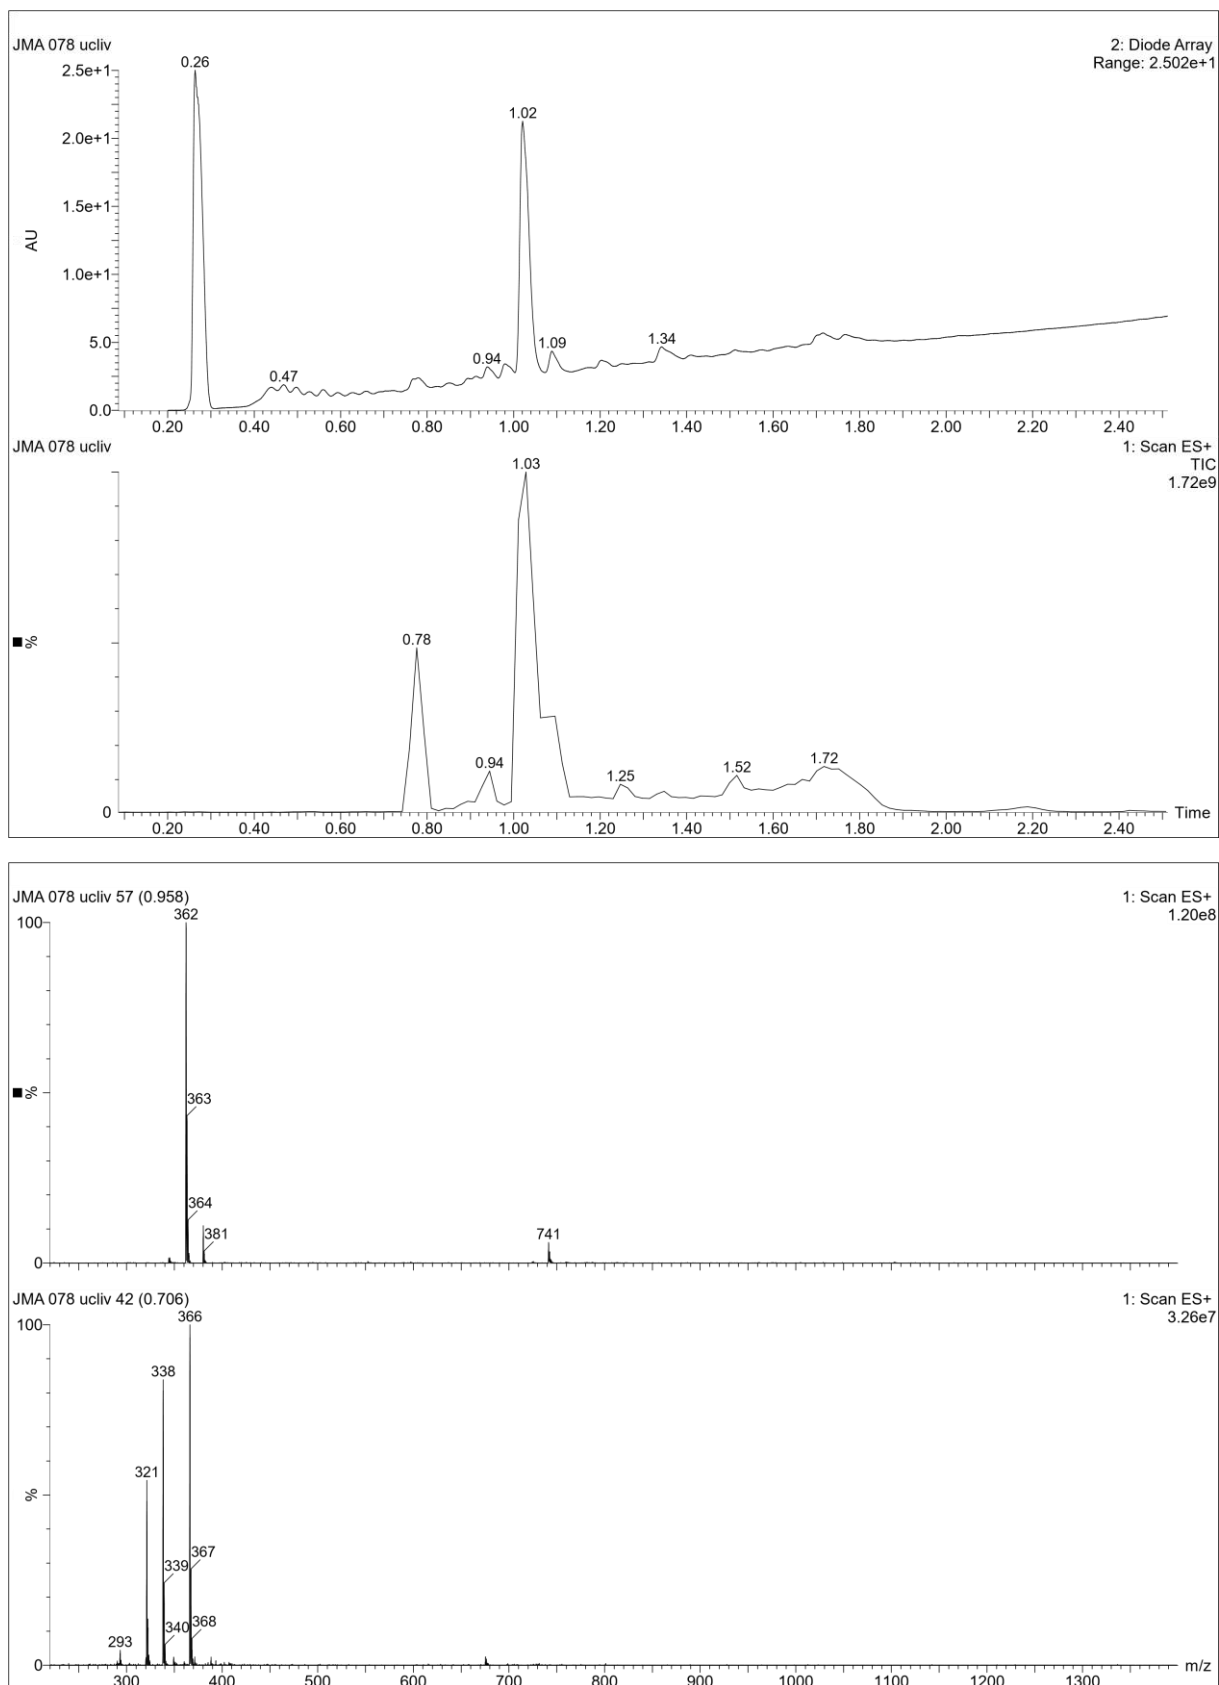 JMA 078 ucliv
2: Diode Array
Range: 2.502e+1
0.26
2.5e+1
2.0e+1
1.02
1.5e+1
AU
1.0e+1
5.0
0.47
0.94
1.09
1.34
0.0
0.20 0.40 0.60 0.80 1.00 1.20 1.40 1.60 1.80 2.00 2.20 2.40
JMA 078 ucliv
1: Scan ES+
TIC
1.72e9
1.03
0.78
%
0.94
1.25
1.52
1.72
0
Time
0.20 0.40 0.60 0.80 1.00 1.20 1.40 1.60 1.80 2.00 2.20 2.40
JMA 078 ucliv 57 (0.958)
1: Scan ES+
1.20e8
100
362
%
363
364
381
741
0
JMA 078 ucliv 42 (0.706)
1: Scan ES+
3.26e7
100
366
338
321
%
339
367
340
368
293
0
m/z
300 400 500 600 700 800 900 1000 1100 1200 1300